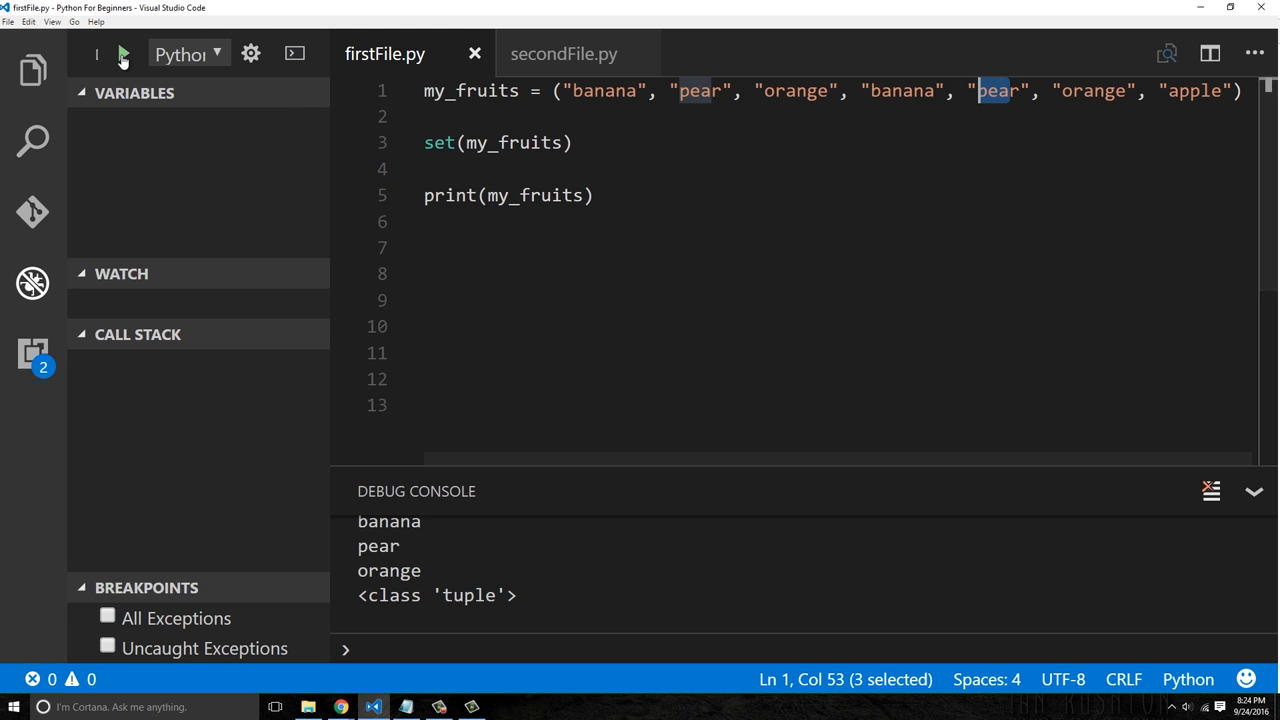 firstFile.py - Python For Beginners - Visual Studio Code
File Edit View Go Help
Python
firstFile.py
secondFile.py
VARIABLES
WATCH
CALL STACK
BREAKPOINTS
All Exceptions
Uncaught Exceptions
2
1 my_fruits = ("banana", "pear", "orange", "banana", "pear", "orange", "apple")
2
3 set(my_fruits)
4
5 print(my_fruits)
6
7
8
9
10
11
12
13
DEBUG CONSOLE
banana
pear
orange
<class 'tuple'>
0 0
Ln 1, Col 53 (3 selected) Spaces: 4 UTF-8 CRLF Python
I'm Cortana. Ask me anything.
8:24 PM
9/24/2016